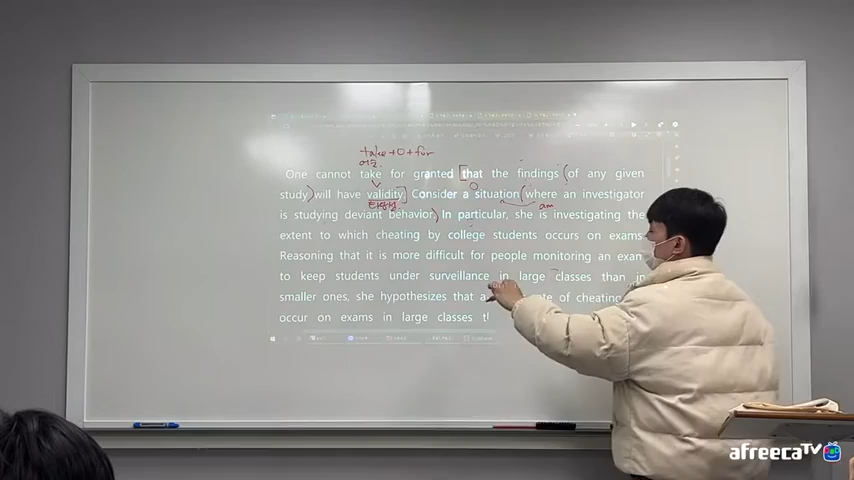 take+O+for
One cannot take for granted [that the findings (of any given
study) will have validity] Consider a situation (where an investigator
is studying deviant behavior.) In particular, she is investigating the
extent to which cheating by college students occurs on exams.
Reasoning that it is more difficult for people monitoring an exam
to keep students under surveillance in large classes than in
smaller ones, she hypothesizes that a rate of cheating
occur on exams in large classes
afreecaTV